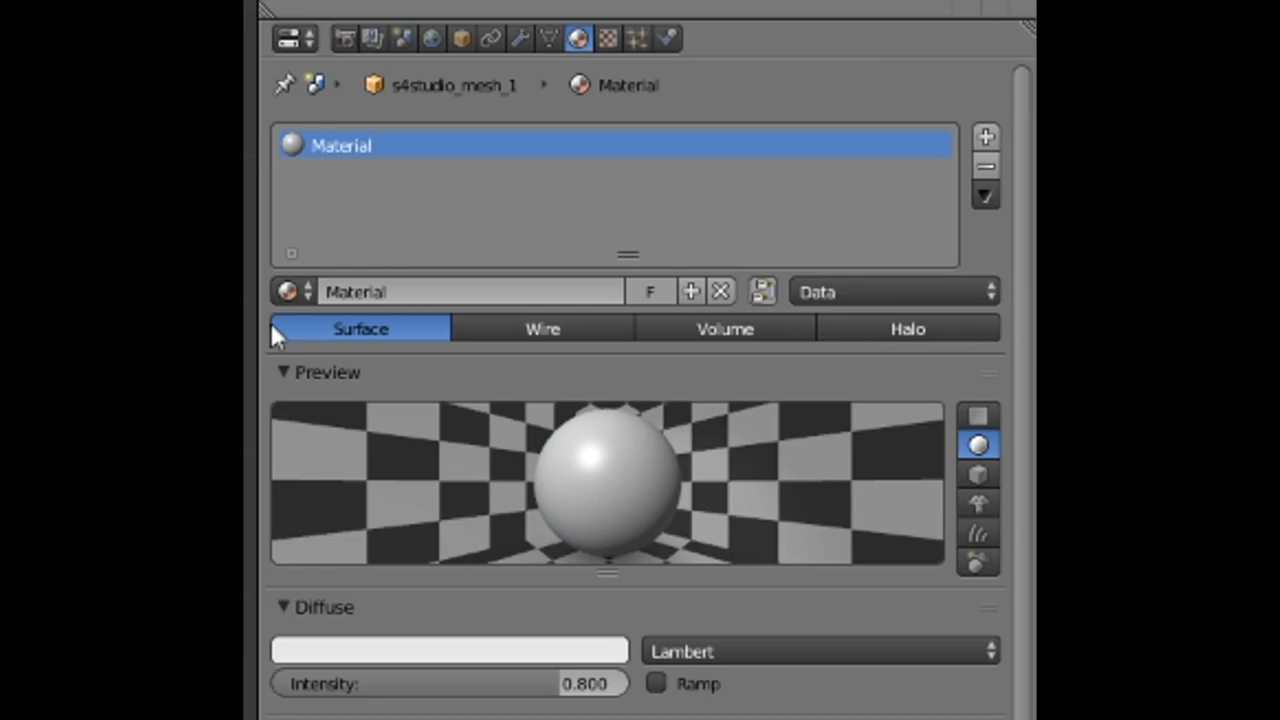 s4studio_mesh_1 Material
Material
Material F Data
Surface Wire Volume Halo
Preview
Diffuse
Lambert
Intensity: 0.800 Ramp